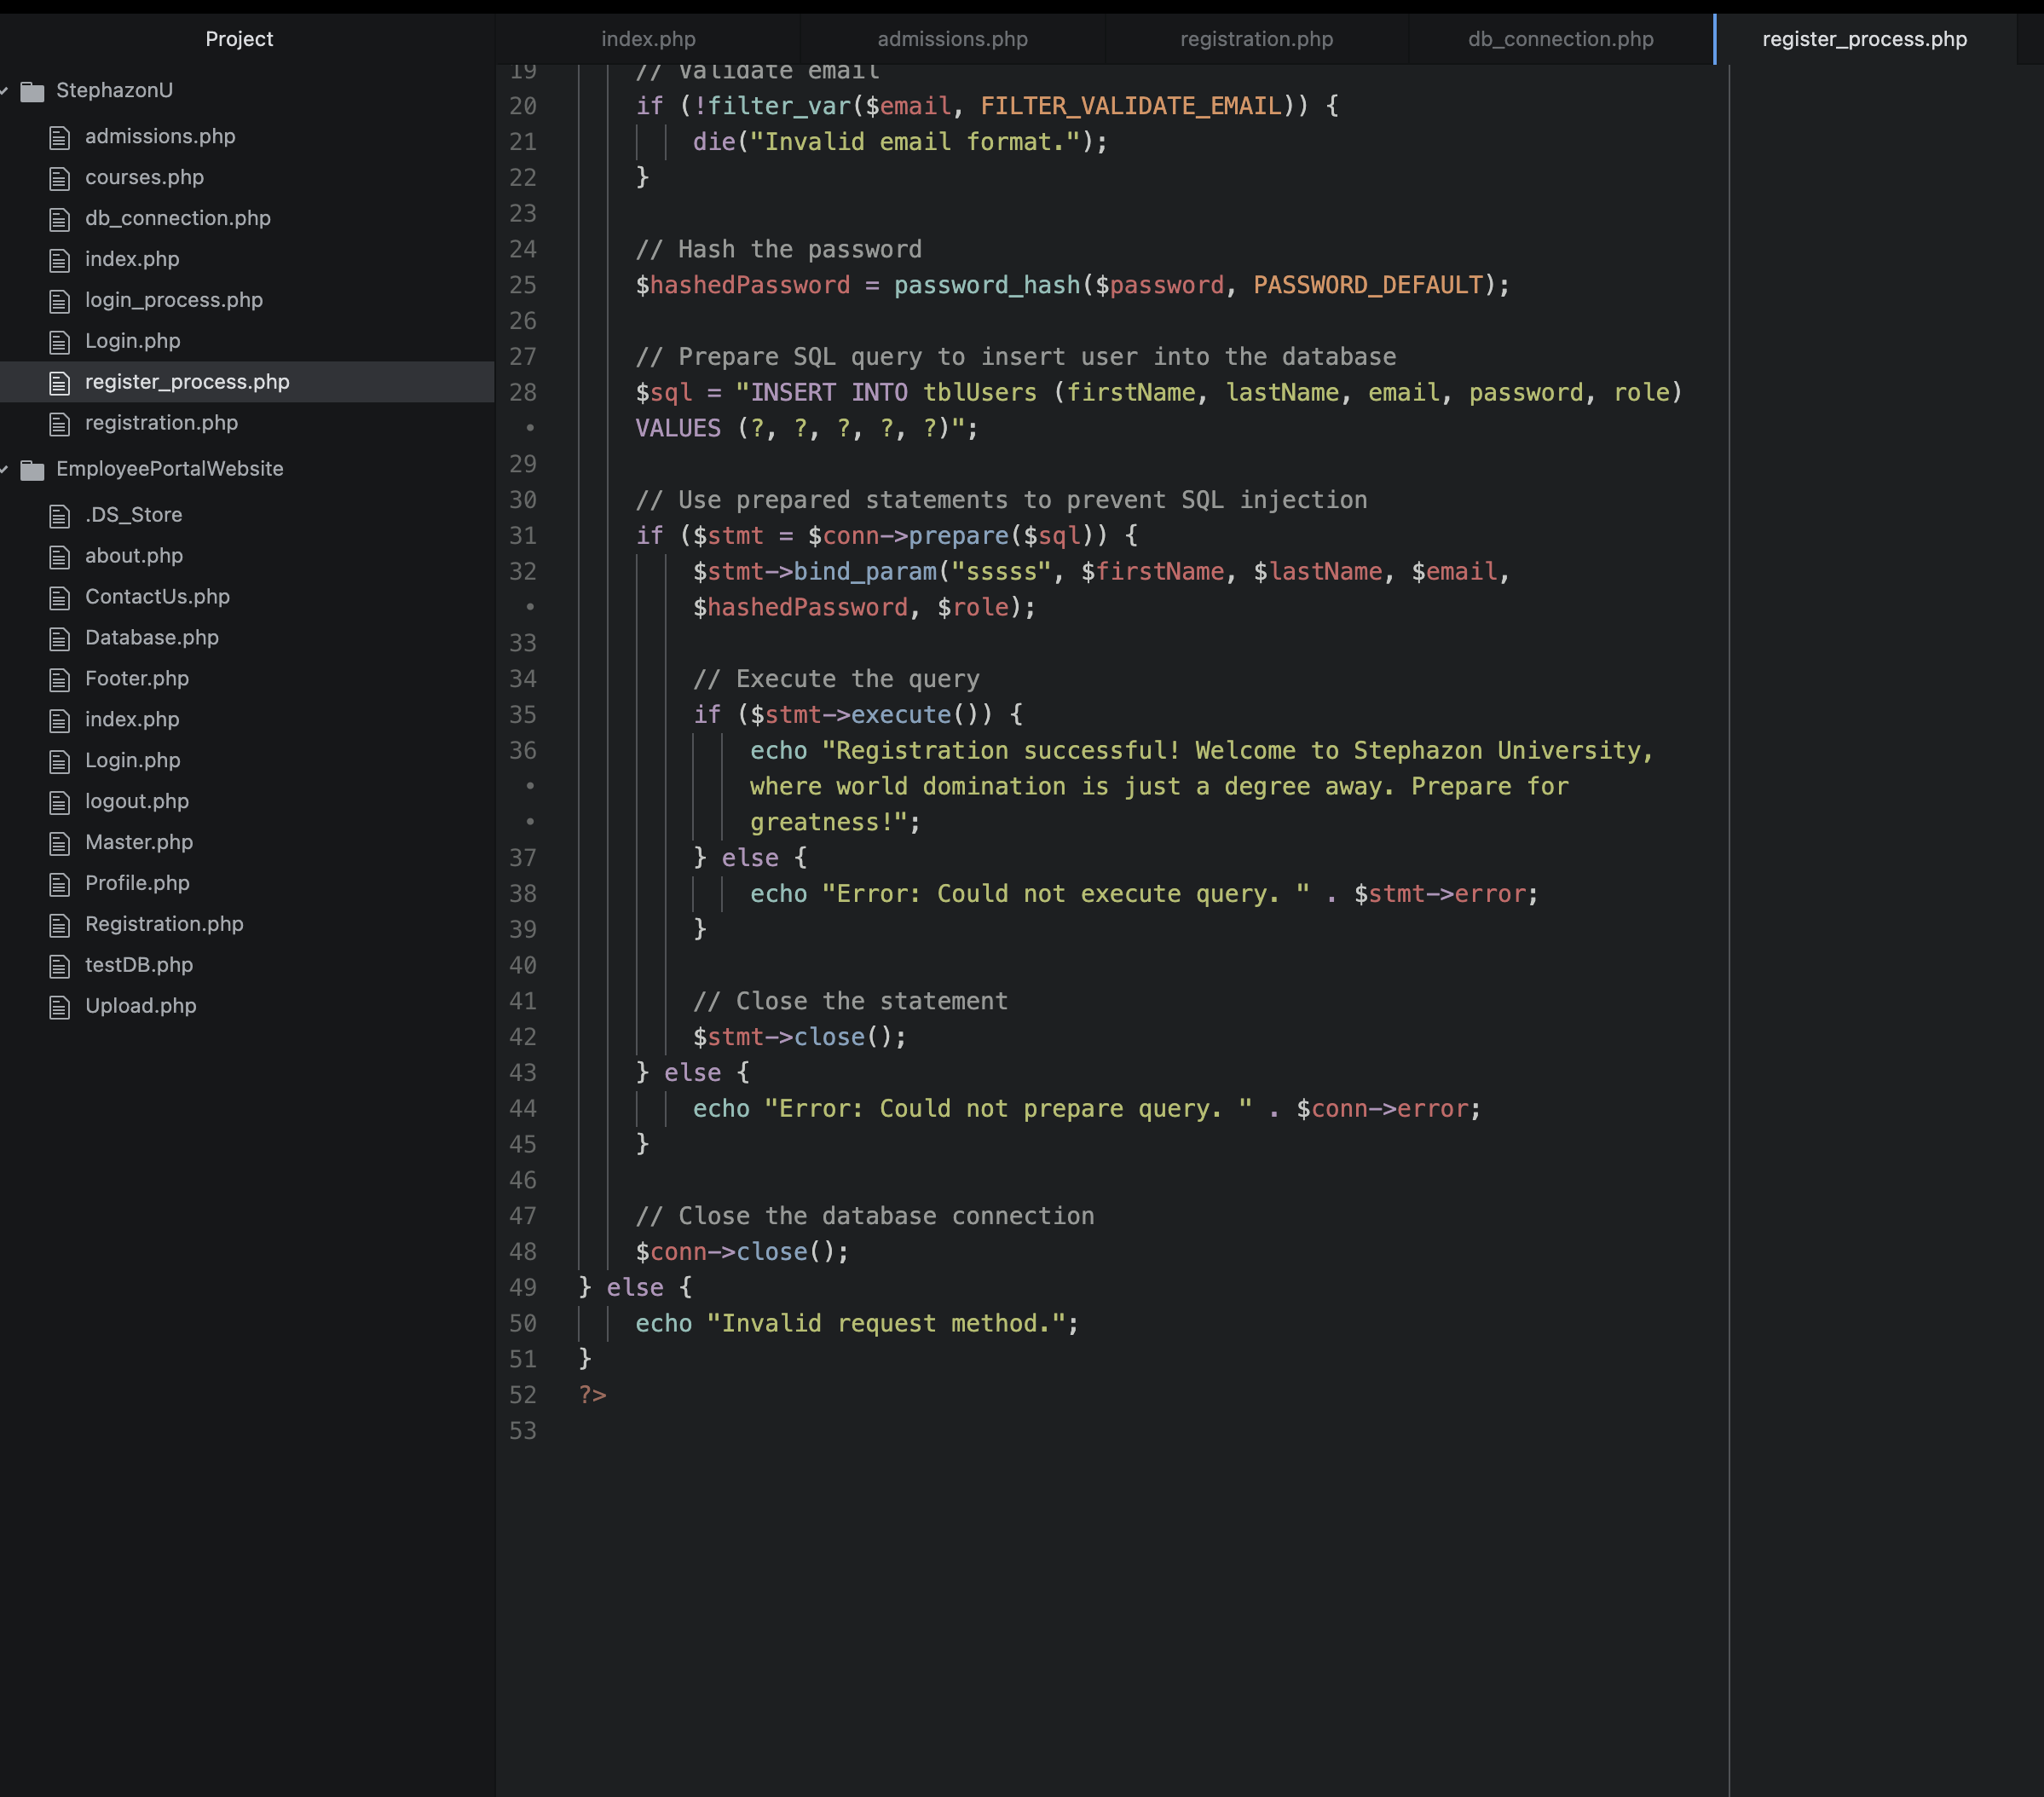 Project
index.php
admissions.php
registration.php
db_connection.php
register_process.php
StephazonU
admissions.php
courses.php
db_connection.php
index.php
login_process.php
Login.php
register_process.php
registration.php
EmployeePortalWebsite
.DS_Store
about.php
ContactUs.php
Database.php
Footer.php
index.php
Login.php
logout.php
Master.php
Profile.php
Registration.php
testDB.php
Upload.php
19 // Validate email
20 if (!filter_var($email, FILTER_VALIDATE_EMAIL)) {
21 die("Invalid email format.");
22 }
23
24 // Hash the password
25 $hashedPassword = password_hash($password, PASSWORD_DEFAULT);
26
27 // Prepare SQL query to insert user into the database
28 $sql = "INSERT INTO tblUsers (firstName, lastName, email, password, role)
• VALUES (?, ?, ?, ?, ?)";
29
30 // Use prepared statements to prevent SQL injection
31 if ($stmt = $conn->prepare($sql)) {
32 $stmt->bind_param("sssss", $firstName, $lastName, $email,
• $hashedPassword, $role);
33
34 // Execute the query
35 if ($stmt->execute()) {
36 echo "Registration successful! Welcome to Stephazon University,
• where world domination is just a degree away. Prepare for
• greatness!";
37 } else {
38 echo "Error: Could not execute query. " . $stmt->error;
39 }
40
41 // Close the statement
42 $stmt->close();
43 } else {
44 echo "Error: Could not prepare query. " . $conn->error;
45 }
46
47 // Close the database connection
48 $conn->close();
49 } else {
50 echo "Invalid request method.";
51 }
52 ?>
53